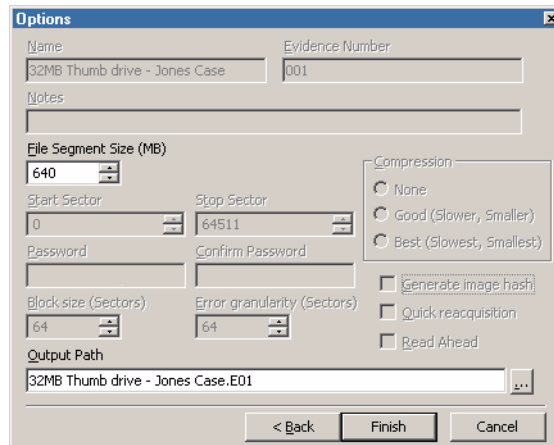 Options
Name
Evidence Number
32MB Thumb drive - Jones Case
001
Notes
File Segment Size (MB)
640
Compression
None
Good (Slower, Smaller)
Best (Slowest, Smallest)
Start Sector
Stop Sector
0
64511
Password
Confirm Password
Generate image hash
Quick reacquisition
Read Ahead
Block size (Sectors)
Error granularity (Sectors)
64
64
Output Path
32MB Thumb drive - Jones Case.E01
...
< Back
Finish
Cancel